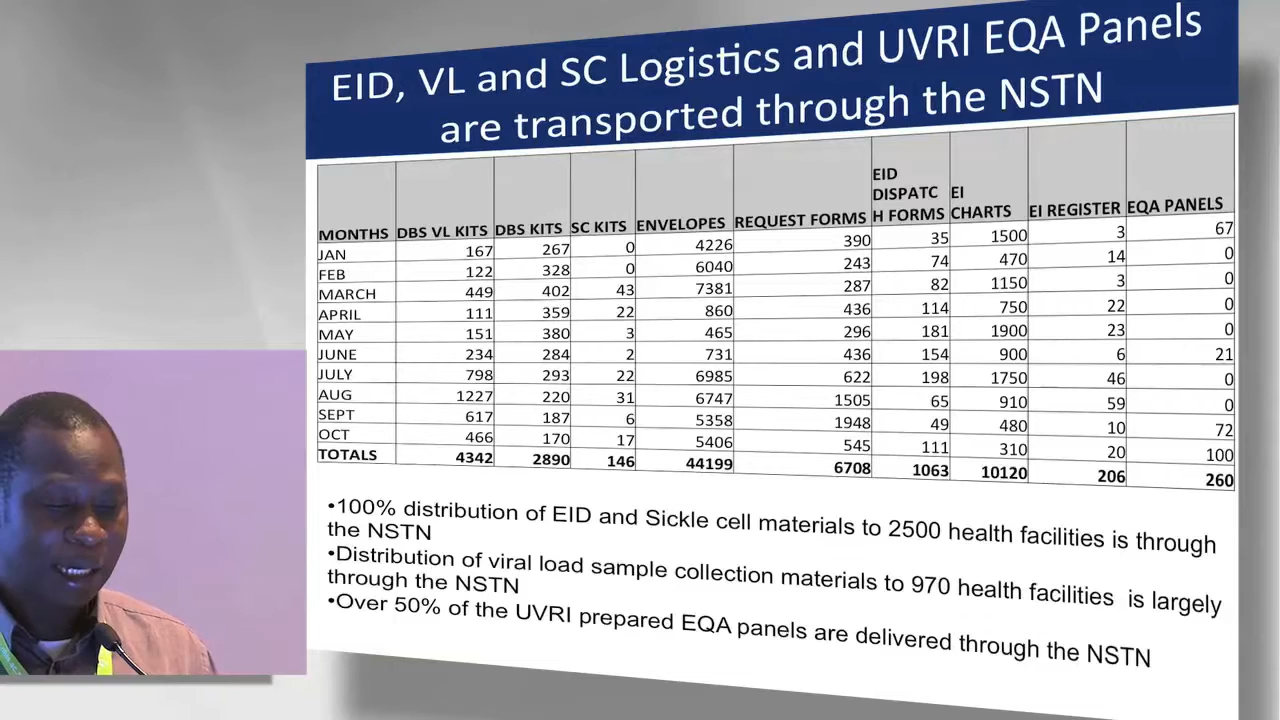 EID, VL and SC Logistics and UVRI EQA Panels
are transported through the NSTN
MONTHS DBS VL KITS DBS KITS SC KITS ENVELOPES REQUEST FORMS EID DISPATC H FORMS EI CHARTS EI REGISTER EQA PANELS
JAN 167 267 0 4226 390 35 1500 3 67
FEB 122 328 0 6040 243 74 470 14 0
MARCH 449 402 43 7381 287 82 1150 3 0
APRIL 111 359 22 860 436 114 750 22 0
MAY 151 380 3 465 296 181 1900 23 0
JUNE 234 284 2 731 436 154 900 6 21
JULY 798 293 22 6985 622 198 1750 46 0
AUG 1227 220 31 6747 1505 65 910 59 0
SEPT 617 187 6 5358 1948 49 480 10 72
OCT 466 170 17 5406 545 111 310 20 100
TOTALS 4342 2890 146 44199 6708 1063 10120 206 260
•100% distribution of EID and Sickle cell materials to 2500 health facilities is through
the NSTN
•Distribution of viral load sample collection materials to 970 health facilities is largely
through the NSTN
•Over 50% of the UVRI prepared EQA panels are delivered through the NSTN